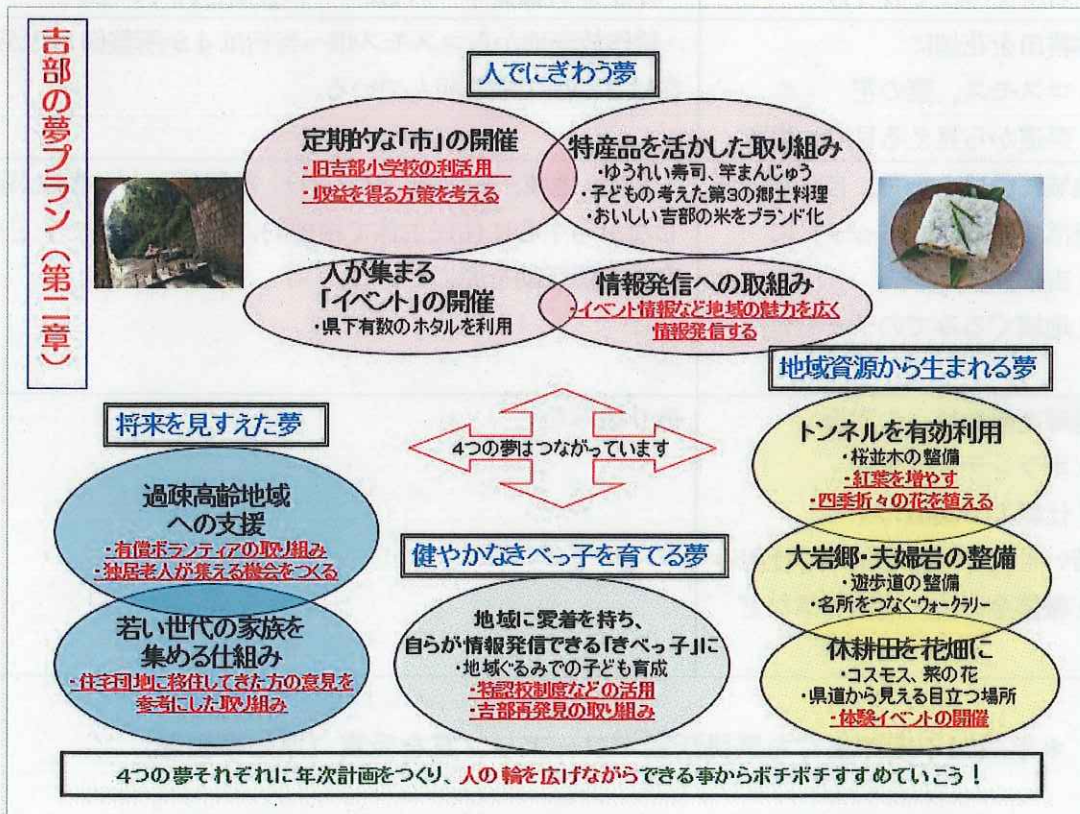 吉部の夢プラン（第二章）
人でにぎわう夢
定期的な「市」の開催
・旧吉部小学校の利活用
・収益を得る方策を考える
特産品を活かした取り組み
・ゆうれい寿司、竿まんじゅう
・子どもの考えた第3の郷土料理
・おいしい吉部の米をブランド化
人が集まる
「イベント」の開催
・県下有数のホタルを利用
情報発信への取組み
・イベント情報など地域の魅力を広く
情報発信する
地域資源から生まれる夢
トンネルを有効利用
・桜並木の整備
・紅葉を増やす
・四季折々の花を植える
大岩郷・夫婦岩の整備
・遊歩道の整備
・名所をつなぐウォークラリー
休耕田を花畑に
・コスモス、菜の花
・県道から見える目立つ場所
・体験イベントの開催
4つの夢はつながっています
将来を見すえた夢
過疎高齢地域
への支援
・有償ボランティアの取り組み
・独居老人が集える機会をつくる
若い世代の家族を
集める仕組み
・住宅団地に移住してきた方の意見を
参考にした取り組み
健やかなきべっ子を育てる夢
地域に愛着を持ち、
自らが情報発信できる「きべっ子」に
・地域ぐるみでの子ども育成
・特認校制度などの活用
・吉部再発見の取り組み
4つの夢それぞれに年次計画をつくり、人の輪を広げながらできる事からボチボチすすめていこう！